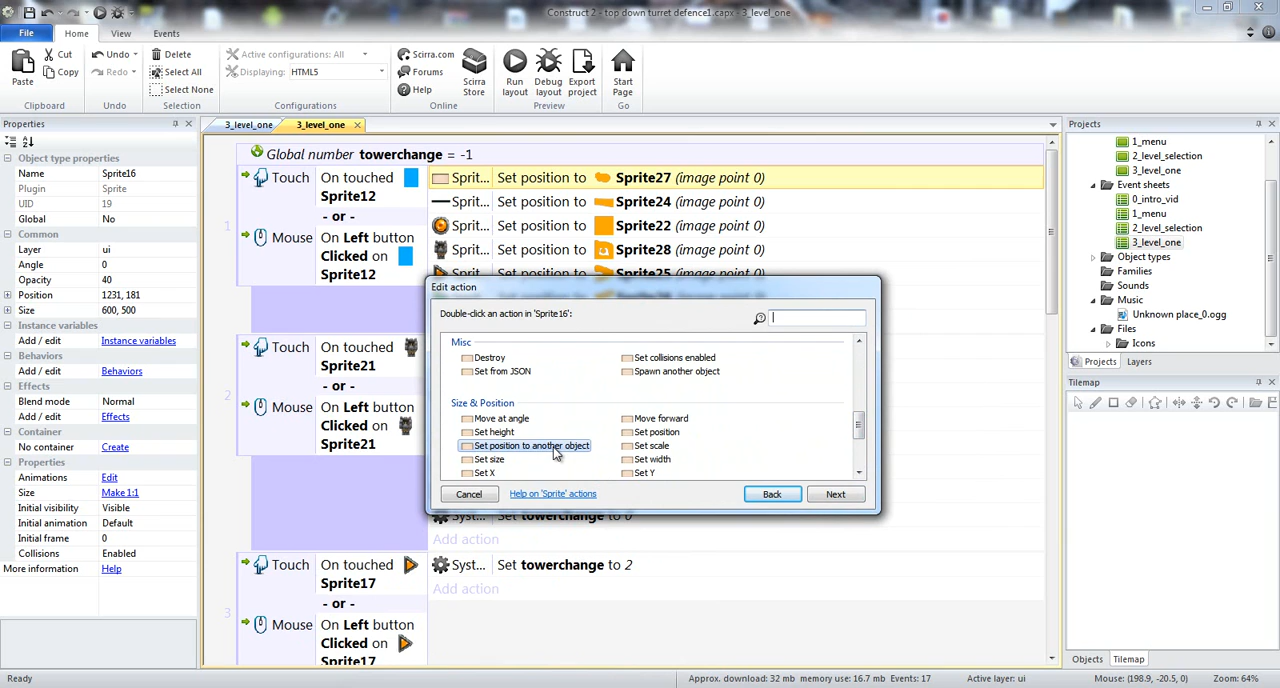 Construct 2 - top down turret defence1.capx - 3_level_one
File
Home
View
Events
Paste
Cut
Copy
Clipboard
Undo
Redo
Undo
Delete
Select All
Select None
Selection
Active configurations: All
Displaying: HTML5
Configurations
Scirra.com
Forums
Help
Scirra Store
Online
Run layout
Debug layout
Export project
Preview
Start Page
Go
Properties
Object type properties
Name Sprite16
Plugin Sprite
UID 19
Global No
Common
Layer ui
Angle 0
Opacity 40
Position 1231, 181
Size 600, 500
Instance variables
Add / edit Instance variables
Behaviors
Add / edit Behaviors
Effects
Blend mode Normal
Add / edit Effects
Container
No container Create
Properties
Animations Edit
Size Make 1:1
Initial visibility Visible
Initial animation Default
Initial frame 0
Collisions Enabled
More information Help
3_level_one
3_level_one
Global number towerchange = -1
1
Touch On touched Sprite12
- or -
Mouse On Left button Clicked on Sprite12
Sprit... Set position to Sprite27 (image point 0)
Sprit... Set position to Sprite24 (image point 0)
Sprit... Set position to Sprite22 (image point 0)
Sprit... Set position to Sprite28 (image point 0)
Sprit... Set position to Sprite25 (image point 0)
2
Touch On touched Sprite21
- or -
Mouse On Left button Clicked on Sprite21
Syst... Set towerchange to 0
Add action
3
Touch On touched Sprite17
- or -
Mouse On Left button Clicked on Sprite17
Syst... Set towerchange to 2
Add action
Edit action
Double-click an action in 'Sprite16':
Misc
Destroy
Set collisions enabled
Set from JSON
Spawn another object
Size & Position
Move at angle
Move forward
Set height
Set position
Set position to another object
Set scale
Set size
Set width
Set X
Set Y
Cancel
Help on 'Sprite' actions
Back
Next
Projects
1_menu
2_level_selection
3_level_one
Event sheets
0_intro_vid
1_menu
2_level_selection
3_level_one
Object types
Families
Sounds
Music
Unknown place_0.ogg
Files
Icons
Projects
Layers
Tilemap
Objects
Tilemap
Ready
Approx. download: 32 mb memory use: 16.7 mb Events: 17
Active layer: ui
Mouse: (198.9, -20.5, 0)
Zoom: 64%